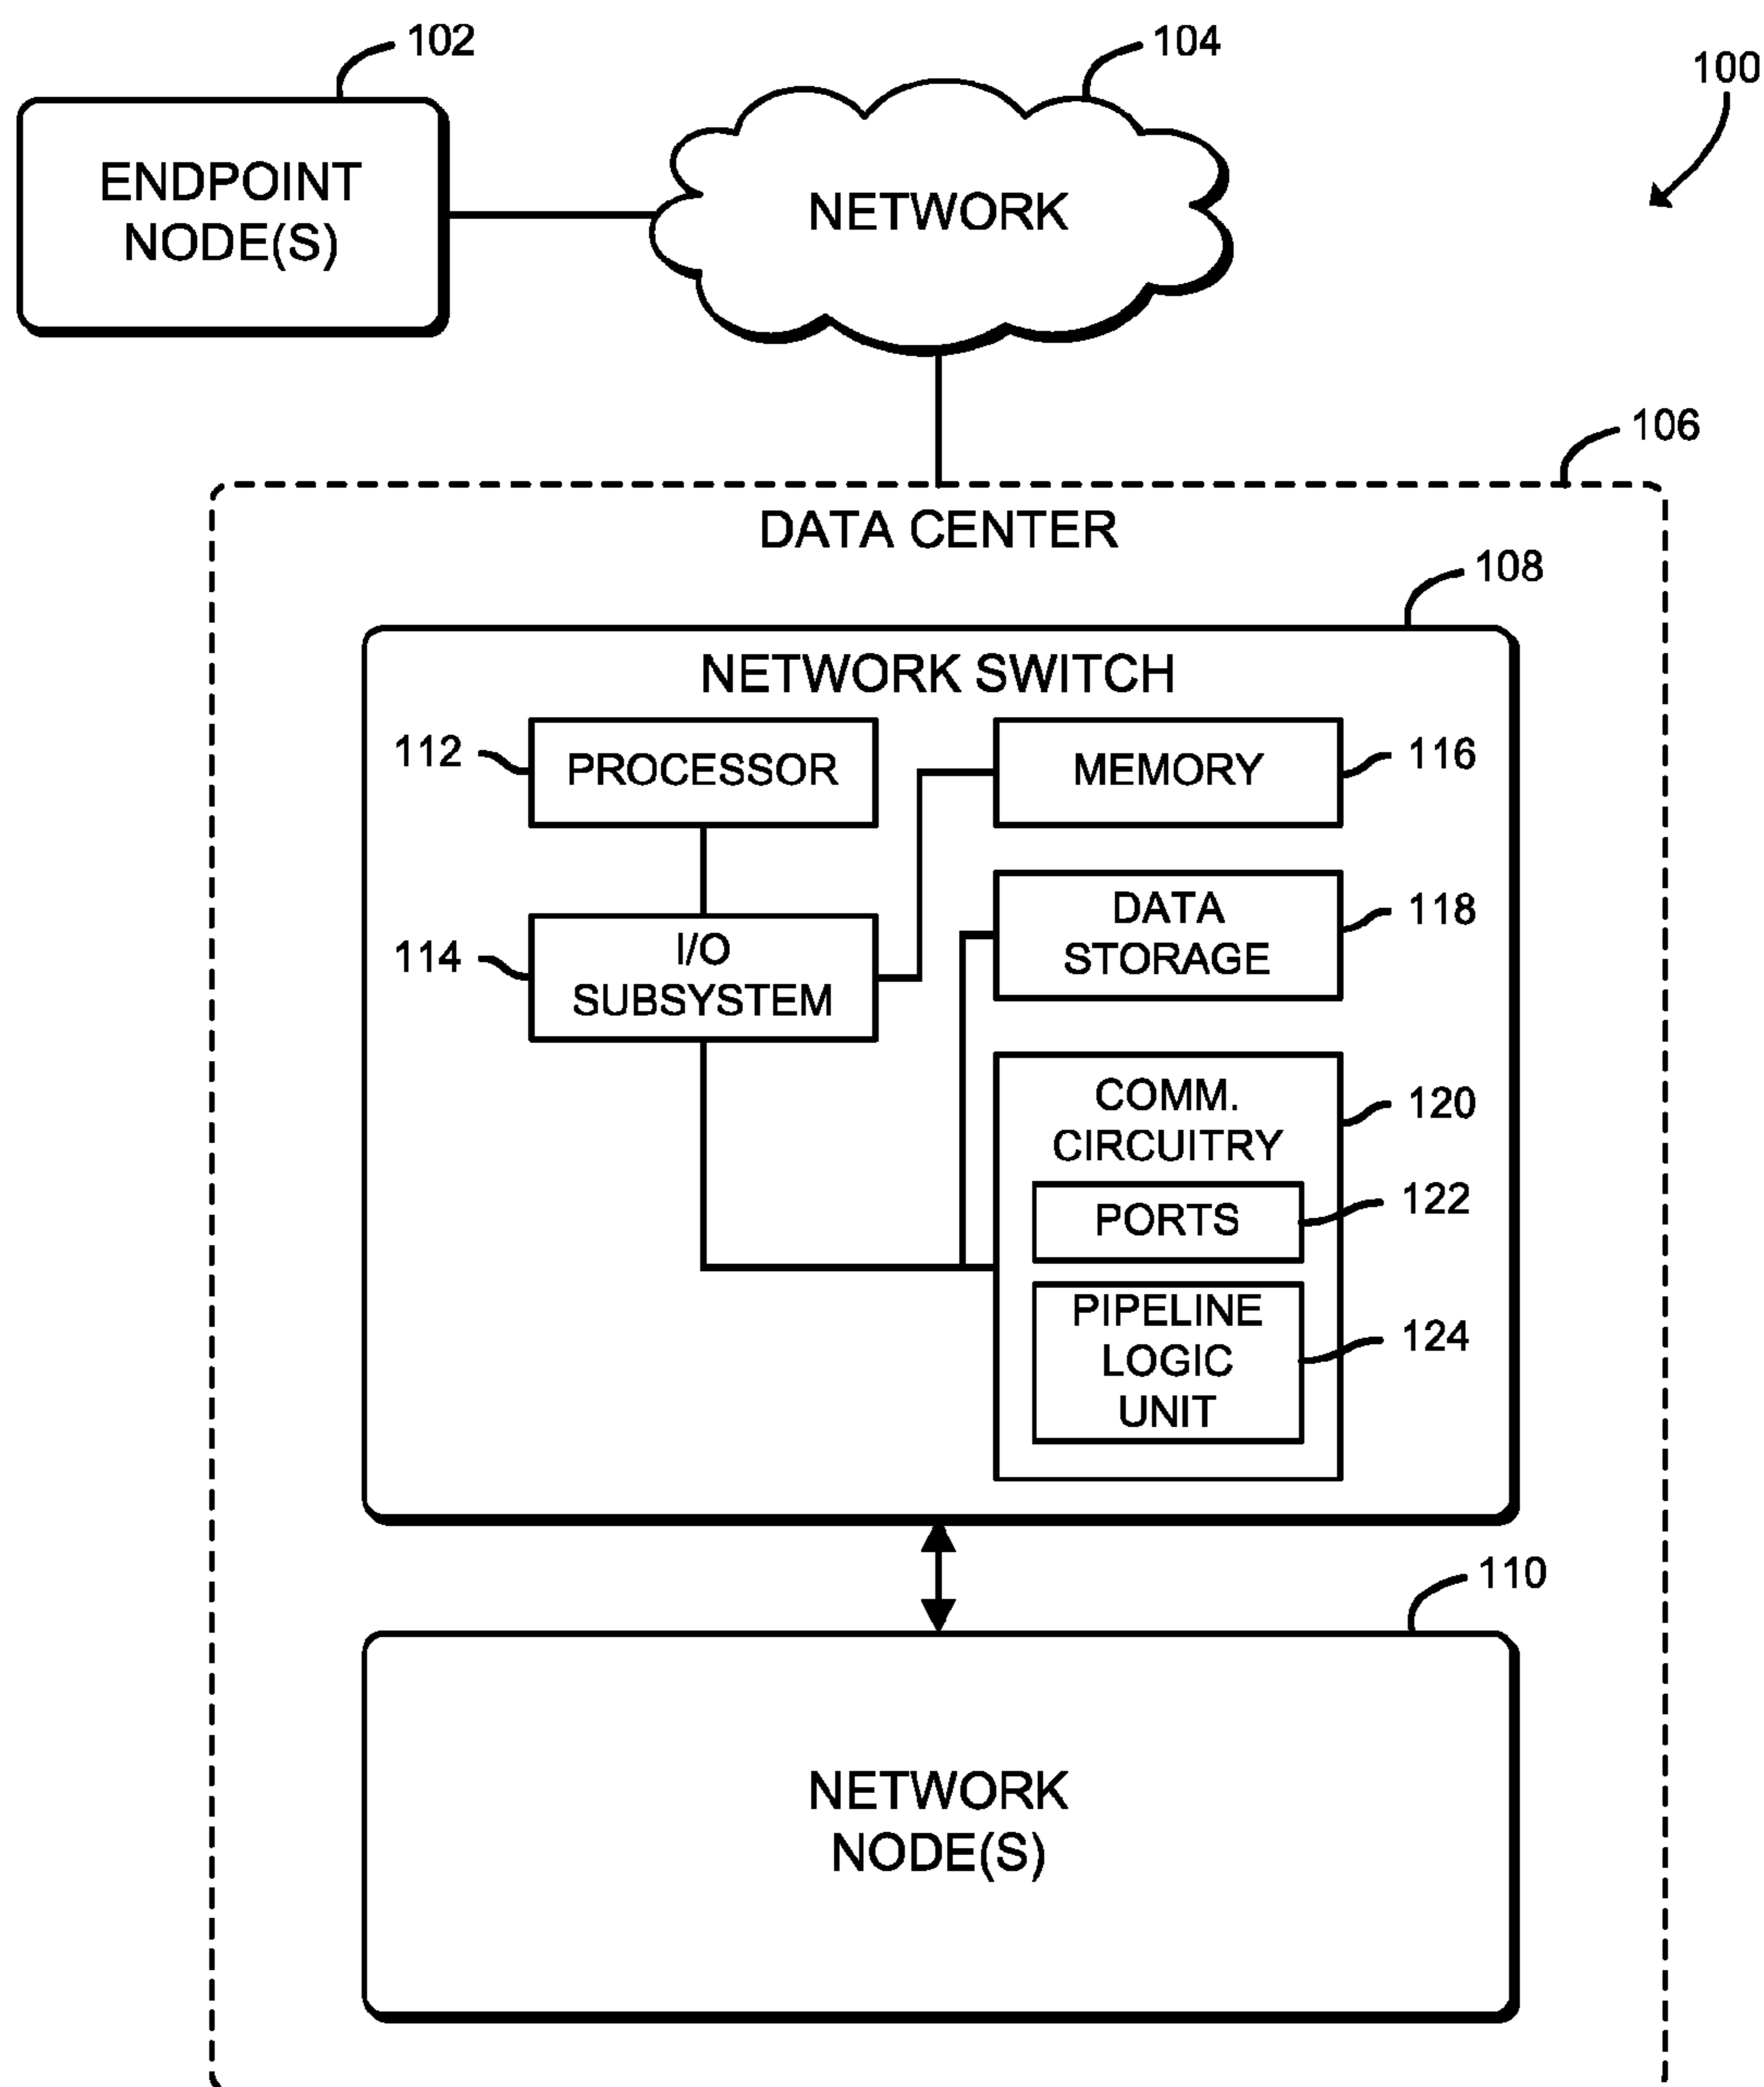 102
104
100
ENDPOINT
NODE(S)
NETWORK
106
DATA CENTER
108
NETWORK SWITCH
112
PROCESSOR
MEMORY
116
114
I/O
SUBSYSTEM
DATA
STORAGE
118
COMM.
CIRCUITRY
120
PORTS
122
PIPELINE
LOGIC
UNIT
124
110
NETWORK
NODE(S)